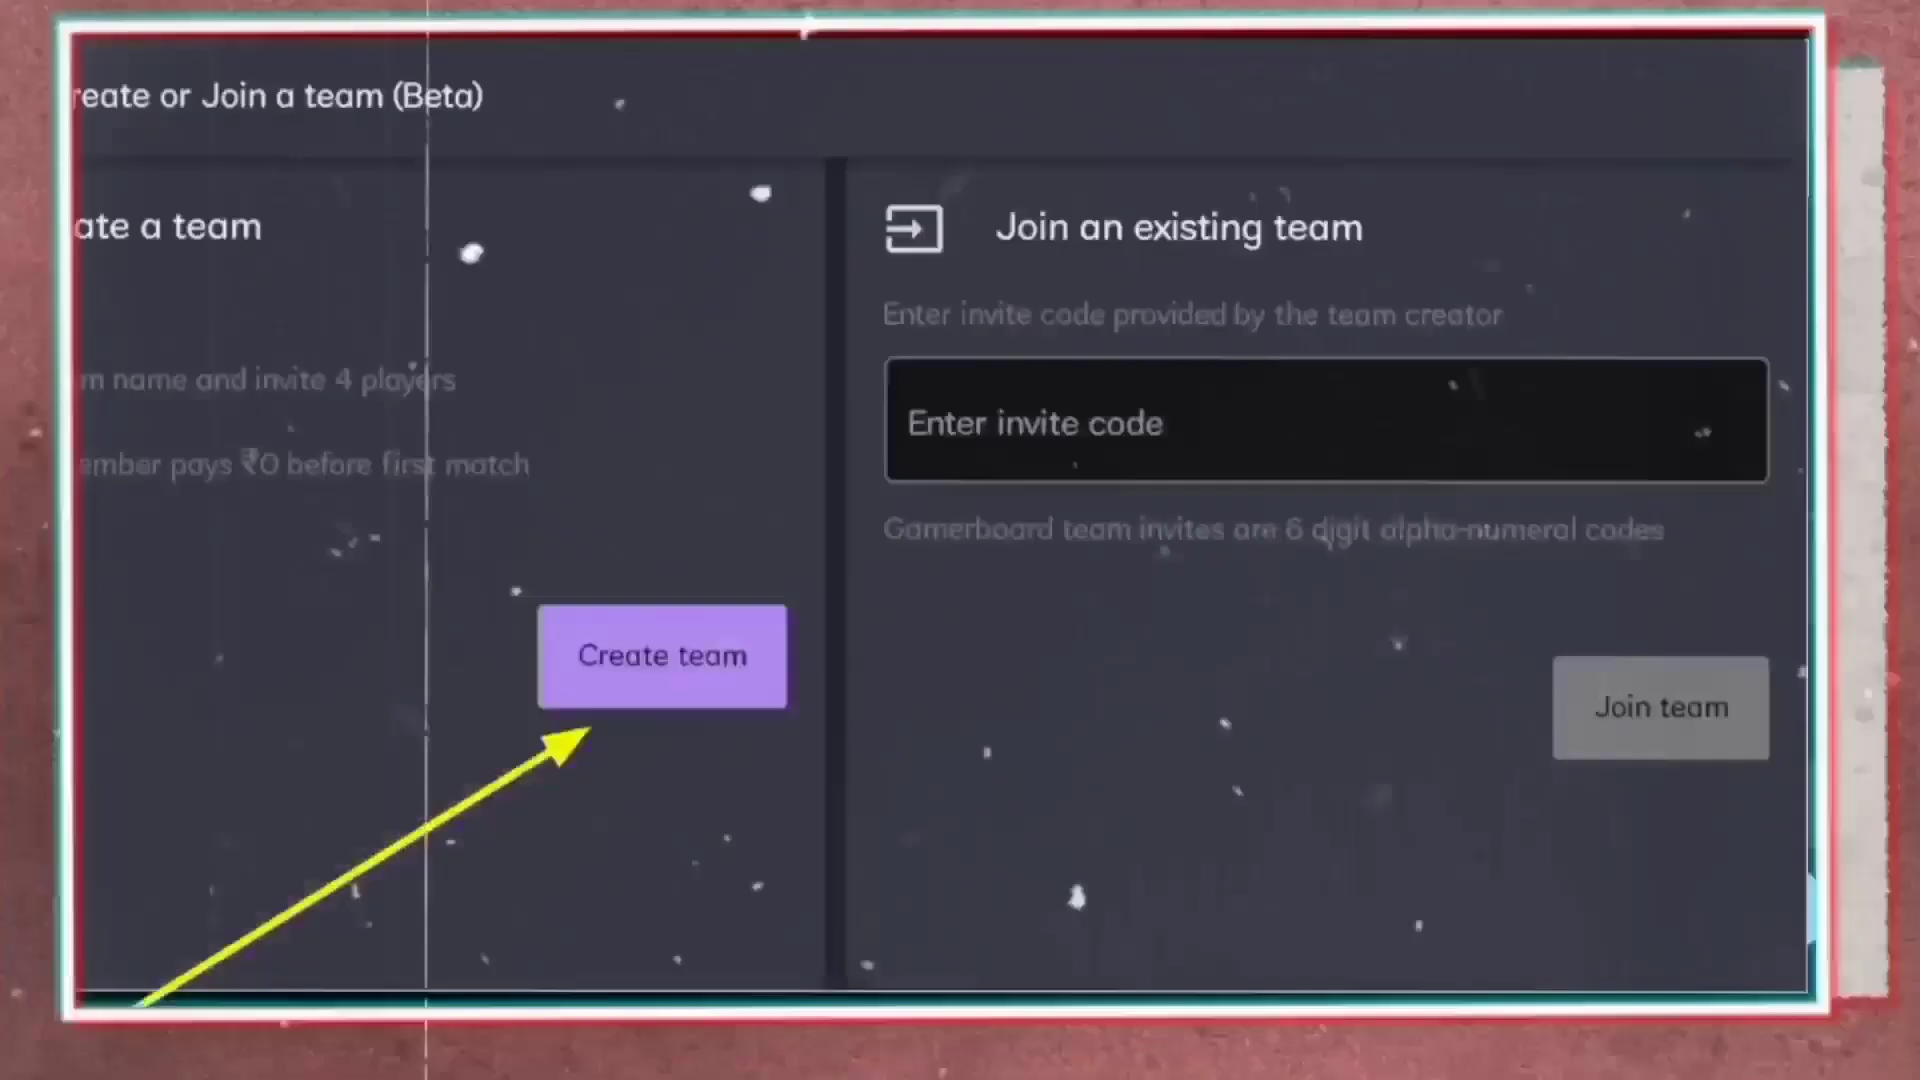 reate or Join a team (Beta)
ate a team
m name and invite 4 players
ember pays ₹0 before first match
Create team
Join an existing team
Enter invite code provided by the team creator
Enter invite code
Gamerboard team invites are 6 digit alpha-numeral codes
Join team